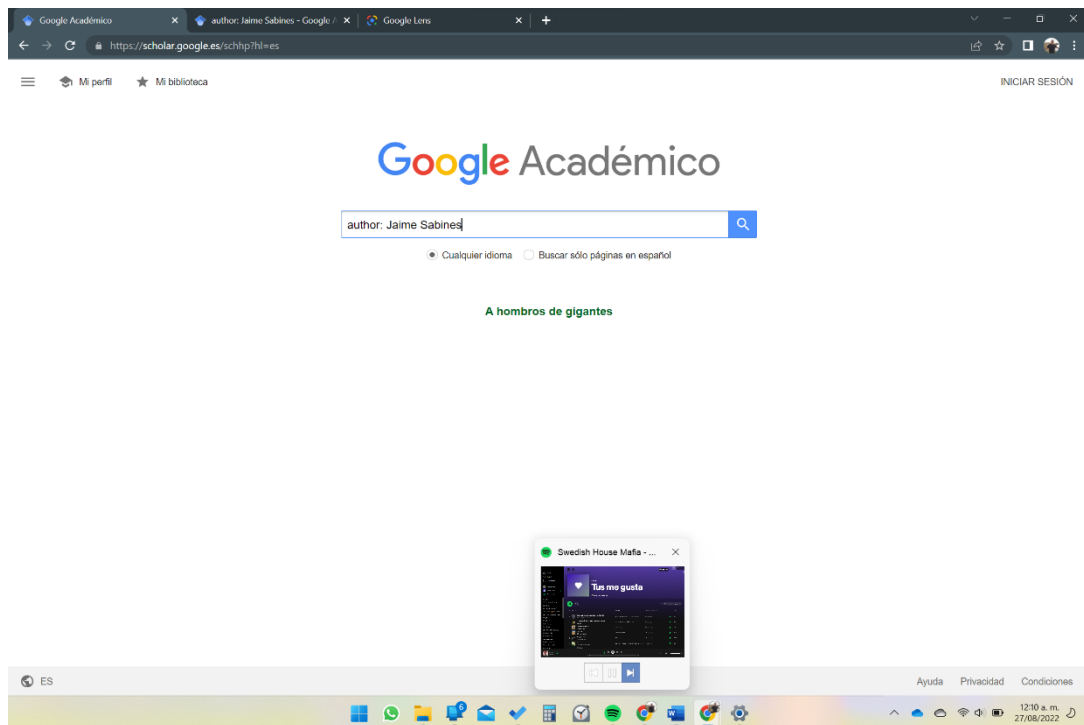 Google Académico
author: Jaime Sabines - Google A
Google Lens
https://scholar.google.es/schhp?hl=es
Mi perfil
Mi biblioteca
INICIAR SESIÓN
Google Académico
author: Jaime Sabines
Cualquier idioma
Buscar sólo páginas en español
A hombros de gigantes
Swedish House Mafia - ...
Tus me gusta
ES
Ayuda
Privacidad
Condiciones
6
12:10 a. m.
27/08/2022